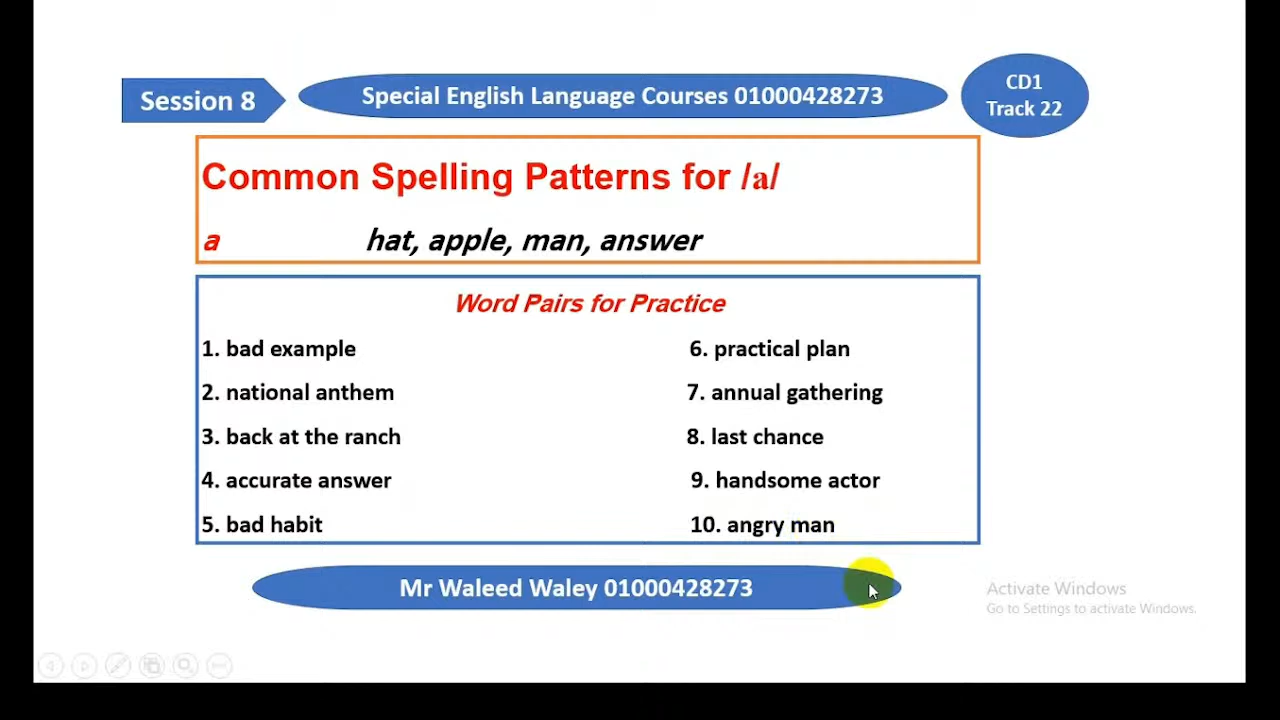 Session 8
Special English Language Courses 01000428273
CD1
Track 22
Common Spelling Patterns for /a/
a hat, apple, man, answer
Word Pairs for Practice
1. bad example
2. national anthem
3. back at the ranch
4. accurate answer
5. bad habit
6. practical plan
7. annual gathering
8. last chance
9. handsome actor
10. angry man
Mr Waleed Waley 01000428273
Activate Windows
Go to Settings to activate Windows.